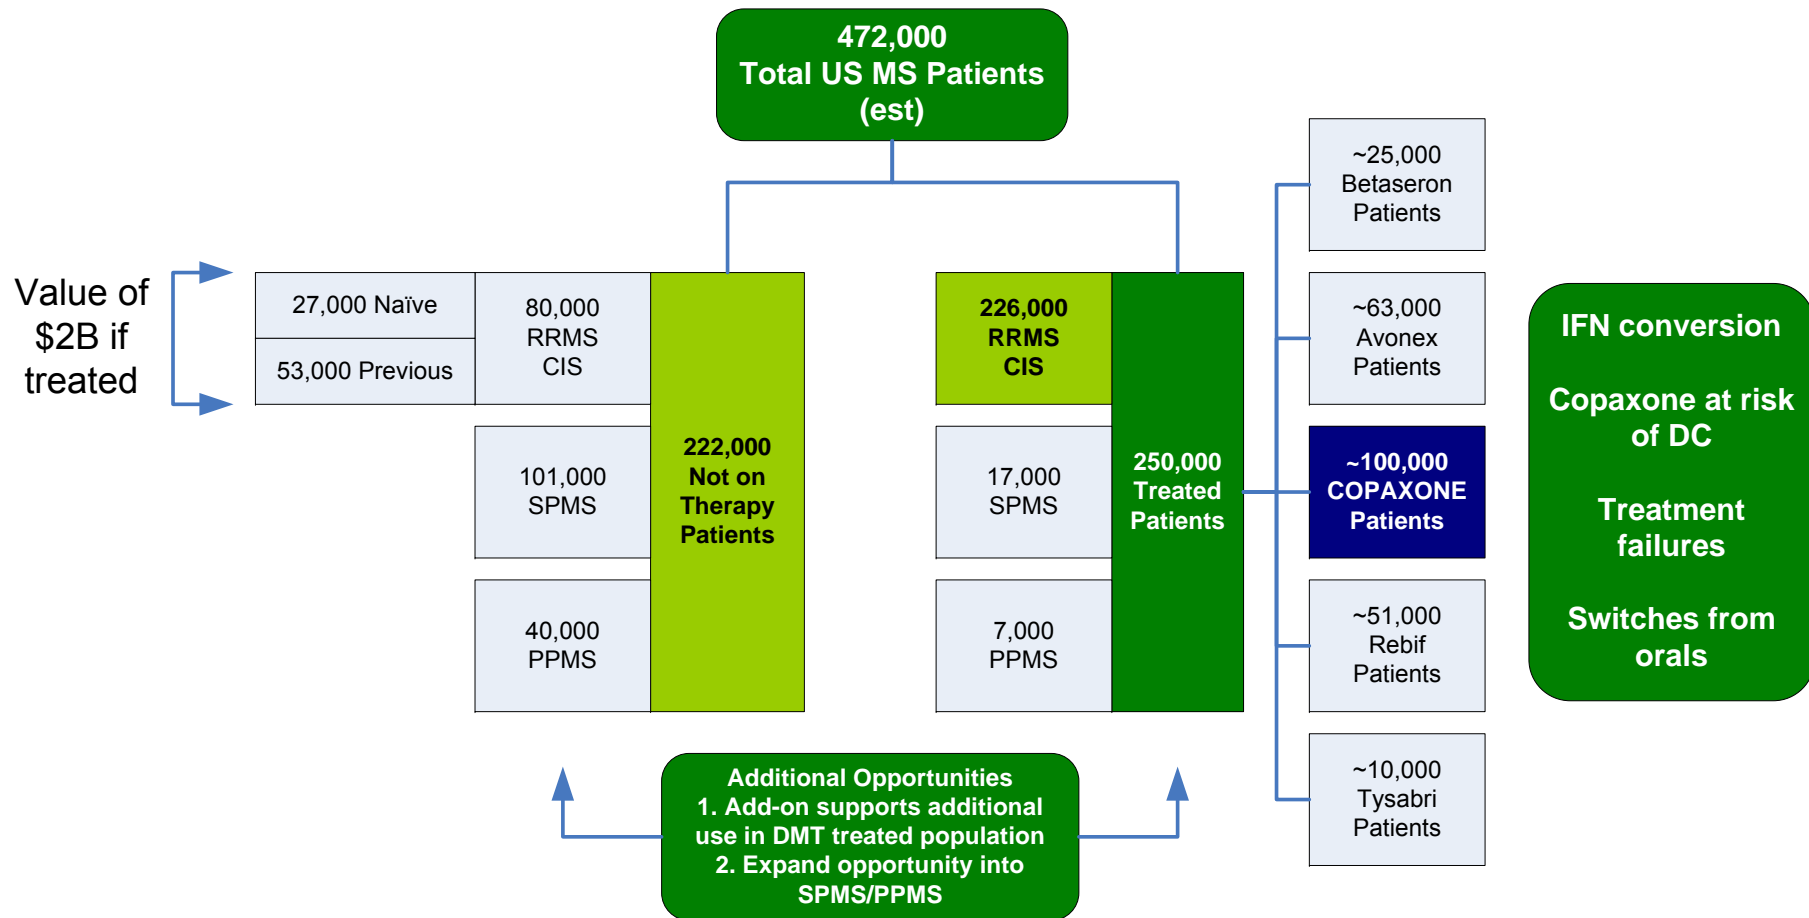 472,000
Total US MS Patients
(est)
Value of
$2B if
treated
27,000 Naïve
53,000 Previous
80,000
RRMS
CIS
101,000
SPMS
40,000
PPMS
222,000
Not on
Therapy
Patients
226,000
RRMS
CIS
17,000
SPMS
7,000
PPMS
250,000
Treated
Patients
~25,000
Betaseron
Patients
~63,000
Avonex
Patients
~100,000
COPAXONE
Patients
~51,000
Rebif
Patients
~10,000
Tysabri
Patients
IFN conversion
Copaxone at risk
of DC
Treatment
failures
Switches from
orals
Additional Opportunities
1. Add-on supports additional
use in DMT treated population
2. Expand opportunity into
SPMS/PPMS